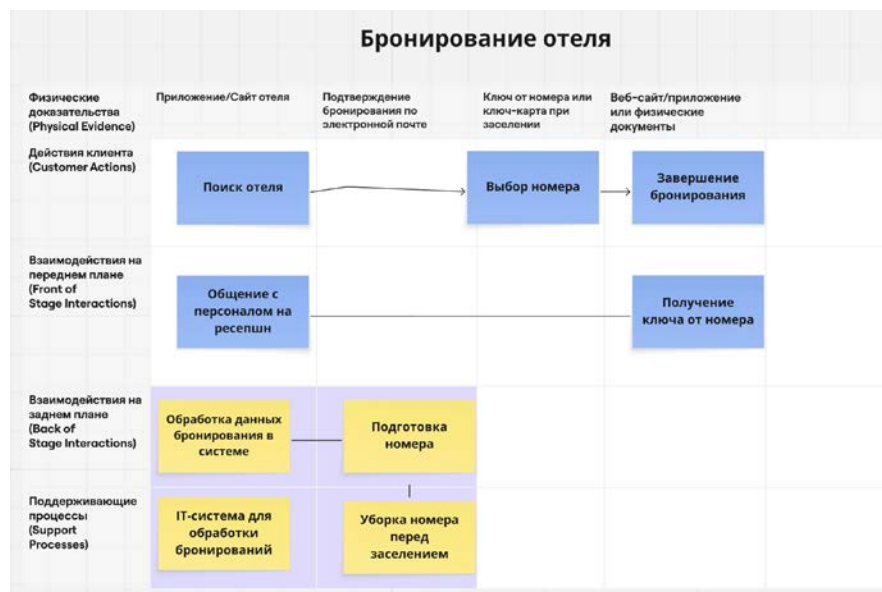 Бронирование отеля
Физические
доказательства
(Physical Evidence)
Приложение/Сайт отеля
Подтверждение
бронирования по
электронной почте
Ключ от номера или
ключ-карта при
заселении
Веб-сайт/приложение
или физические
документы
Действия клиента
(Customer Actions)
Поиск отеля
Выбор номера
Завершение
бронирования
Взаимодействия на
переднем плане
(Front of
Stage Interactions)
Общение с
персоналом на
ресепшн
Получение
ключа от номера
Взаимодействия на
заднем плане
(Back of
Stage Interactions)
Обработка данных
бронирования в
системе
Подготовка
номера
Поддерживающие
процессы
(Support
Processes)
IT-система для
обработки
бронирований
Уборка номера
перед
заселением